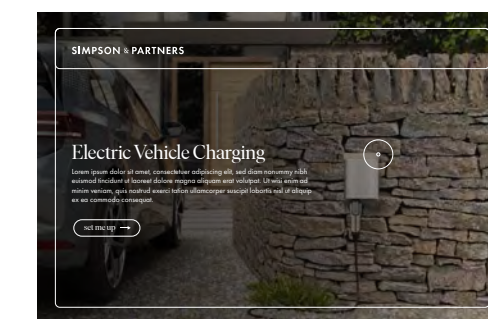 SIMPSON & PARTNERS
Electric Vehicle Charging
Lorem ipsum dolor sit amet, consectetuer adipiscing elit, sed diam nonummy nibh
euismod tincidunt ut laoreet dolore magna aliquam erat volutpat. Ut wisi enim ad
minim veniam, quis nostrud exerci tation ullamcorper suscipit lobortis nisl ut aliquip
ex ea commodo consequat.
set me up →